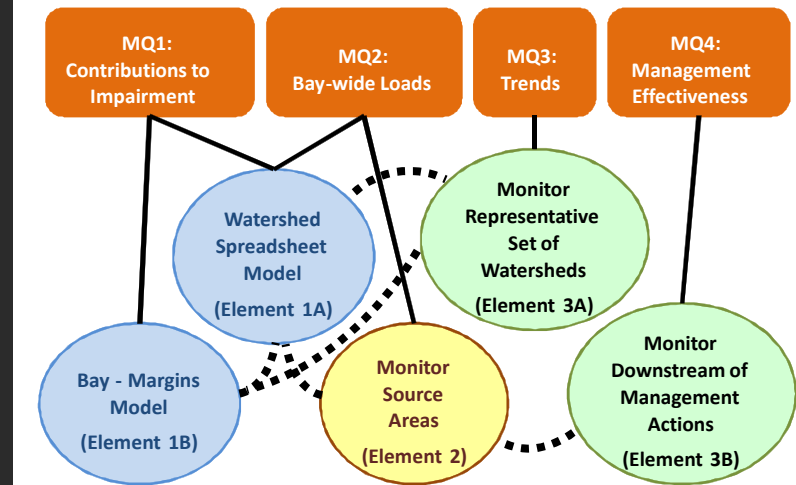 MQ1:
Contributions to
Impairment
MQ2:
Bay-wide Loads
MQ3:
Trends
MQ4:
Management
Effectiveness
Watershed
Spreadsheet
Model
(Element 1A)
Monitor
Representative
Set of
Watersheds
(Element 3A)
Bay - Margins
Model
(Element 1B)
Monitor
Source
Areas
(Element 2)
Monitor
Downstream of
Management
Actions
(Element 3B)